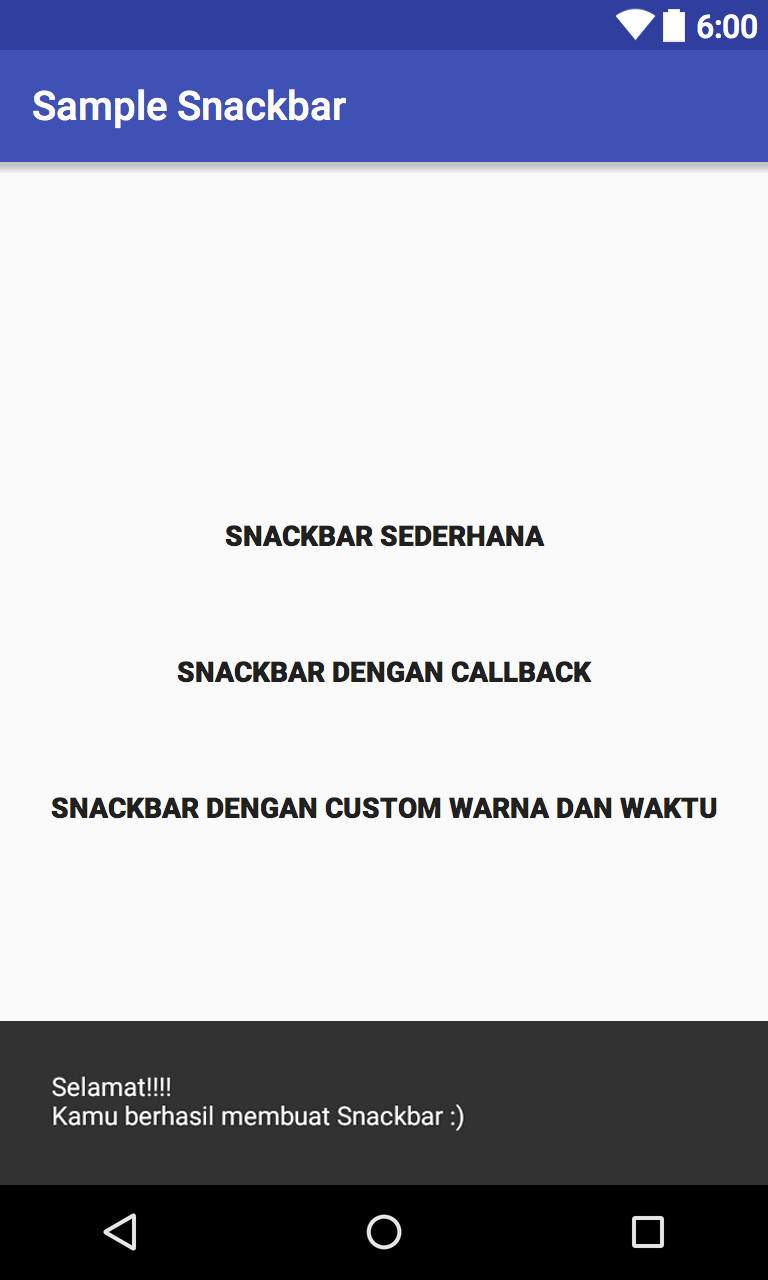 6:00
Sample Snackbar
SNACKBAR SEDERHANA
SNACKBAR DENGAN CALLBACK
SNACKBAR DENGAN CUSTOM WARNA DAN WAKTU
Selamat!!!!
Kamu berhasil membuat Snackbar :)